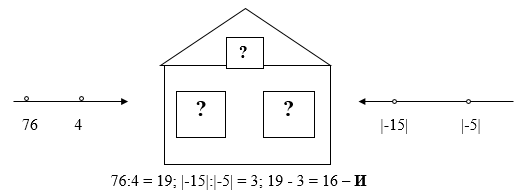 ?
? ?
76 4 |-15| |-5|
76:4 = 19; |-15|:|-5| = 3; 19 - 3 = 16 – И